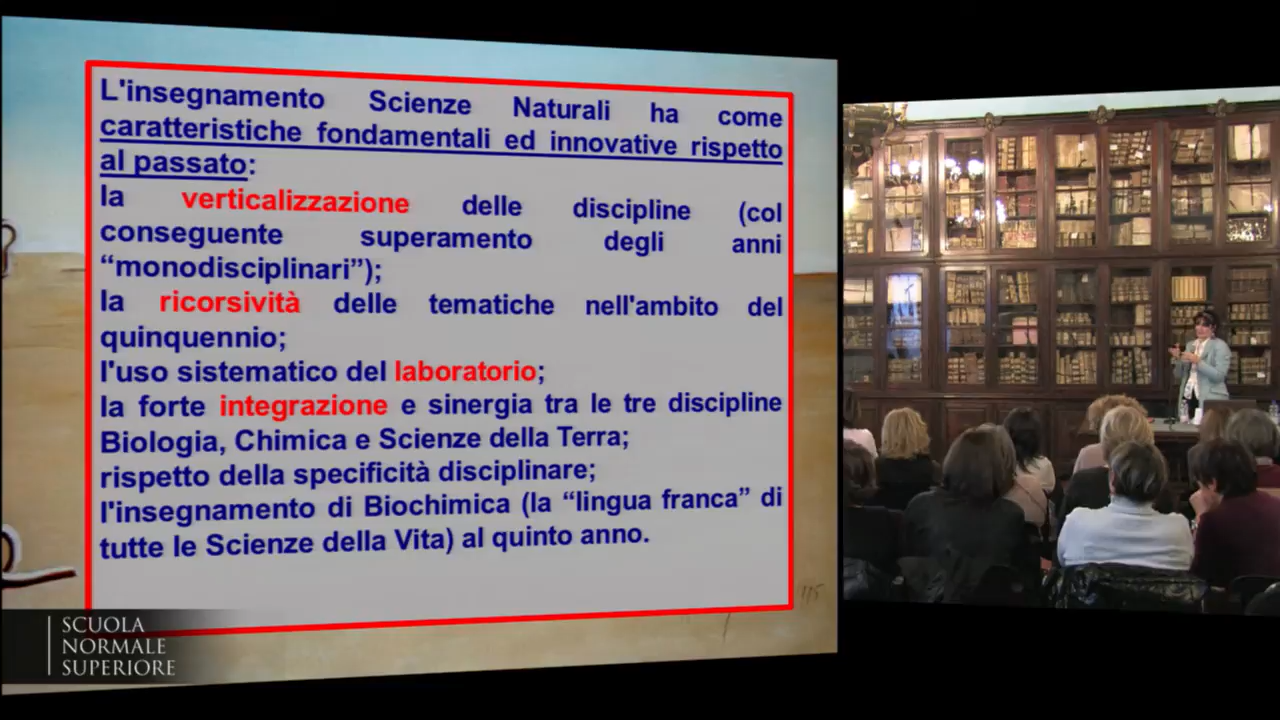 L'insegnamento Scienze Naturali ha come
caratteristiche fondamentali ed innovative rispetto
al passato:
la verticalizzazione delle discipline (col
conseguente superamento degli anni
“monodisciplinari”);
la ricorsività delle tematiche nell'ambito del
quinquennio;
l'uso sistematico del laboratorio;
la forte integrazione e sinergia tra le tre discipline
Biologia, Chimica e Scienze della Terra;
rispetto della specificità disciplinare;
l'insegnamento di Biochimica (la “lingua franca” di
tutte le Scienze della Vita) al quinto anno.
SCUOLA
NORMALE
SUPERIORE